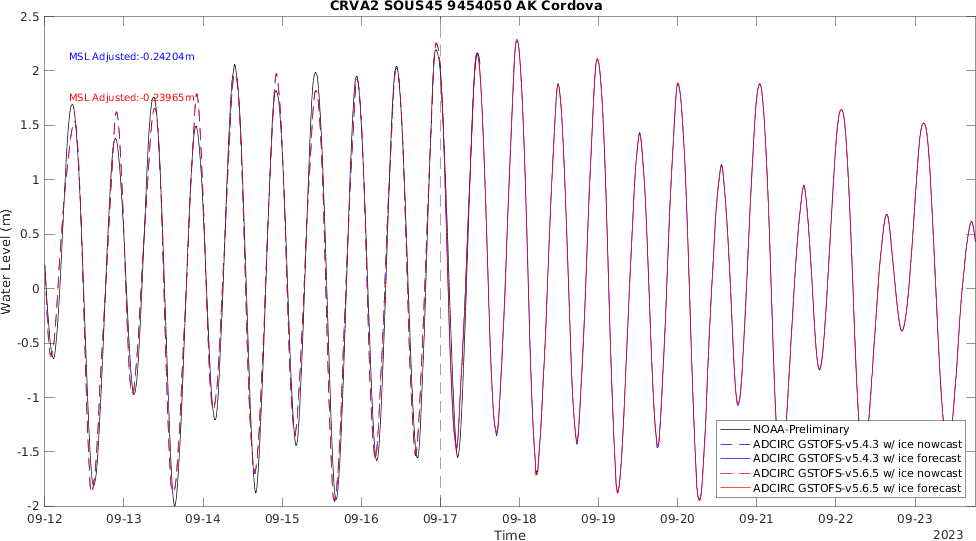 CRVA2 SOUS45 9454050 AK Cordova
MSL Adjusted:-0.24204m
MSL Adjusted:-0.23965m
Water Level (m)
2.5
2
1.5
1
0.5
0
-0.5
-1
-1.5
-2
NOAA-Preliminary
ADCIRC GSTOFS-v5.4.3 w/ ice nowcast
ADCIRC GSTOFS-v5.4.3 w/ ice forecast
ADCIRC GSTOFS-v5.6.5 w/ ice nowcast
ADCIRC GSTOFS-v5.6.5 w/ ice forecast
09-12 09-13 09-14 09-15 09-16 09-17 09-18 09-19 09-20 09-21 09-22 09-23
Time
2023